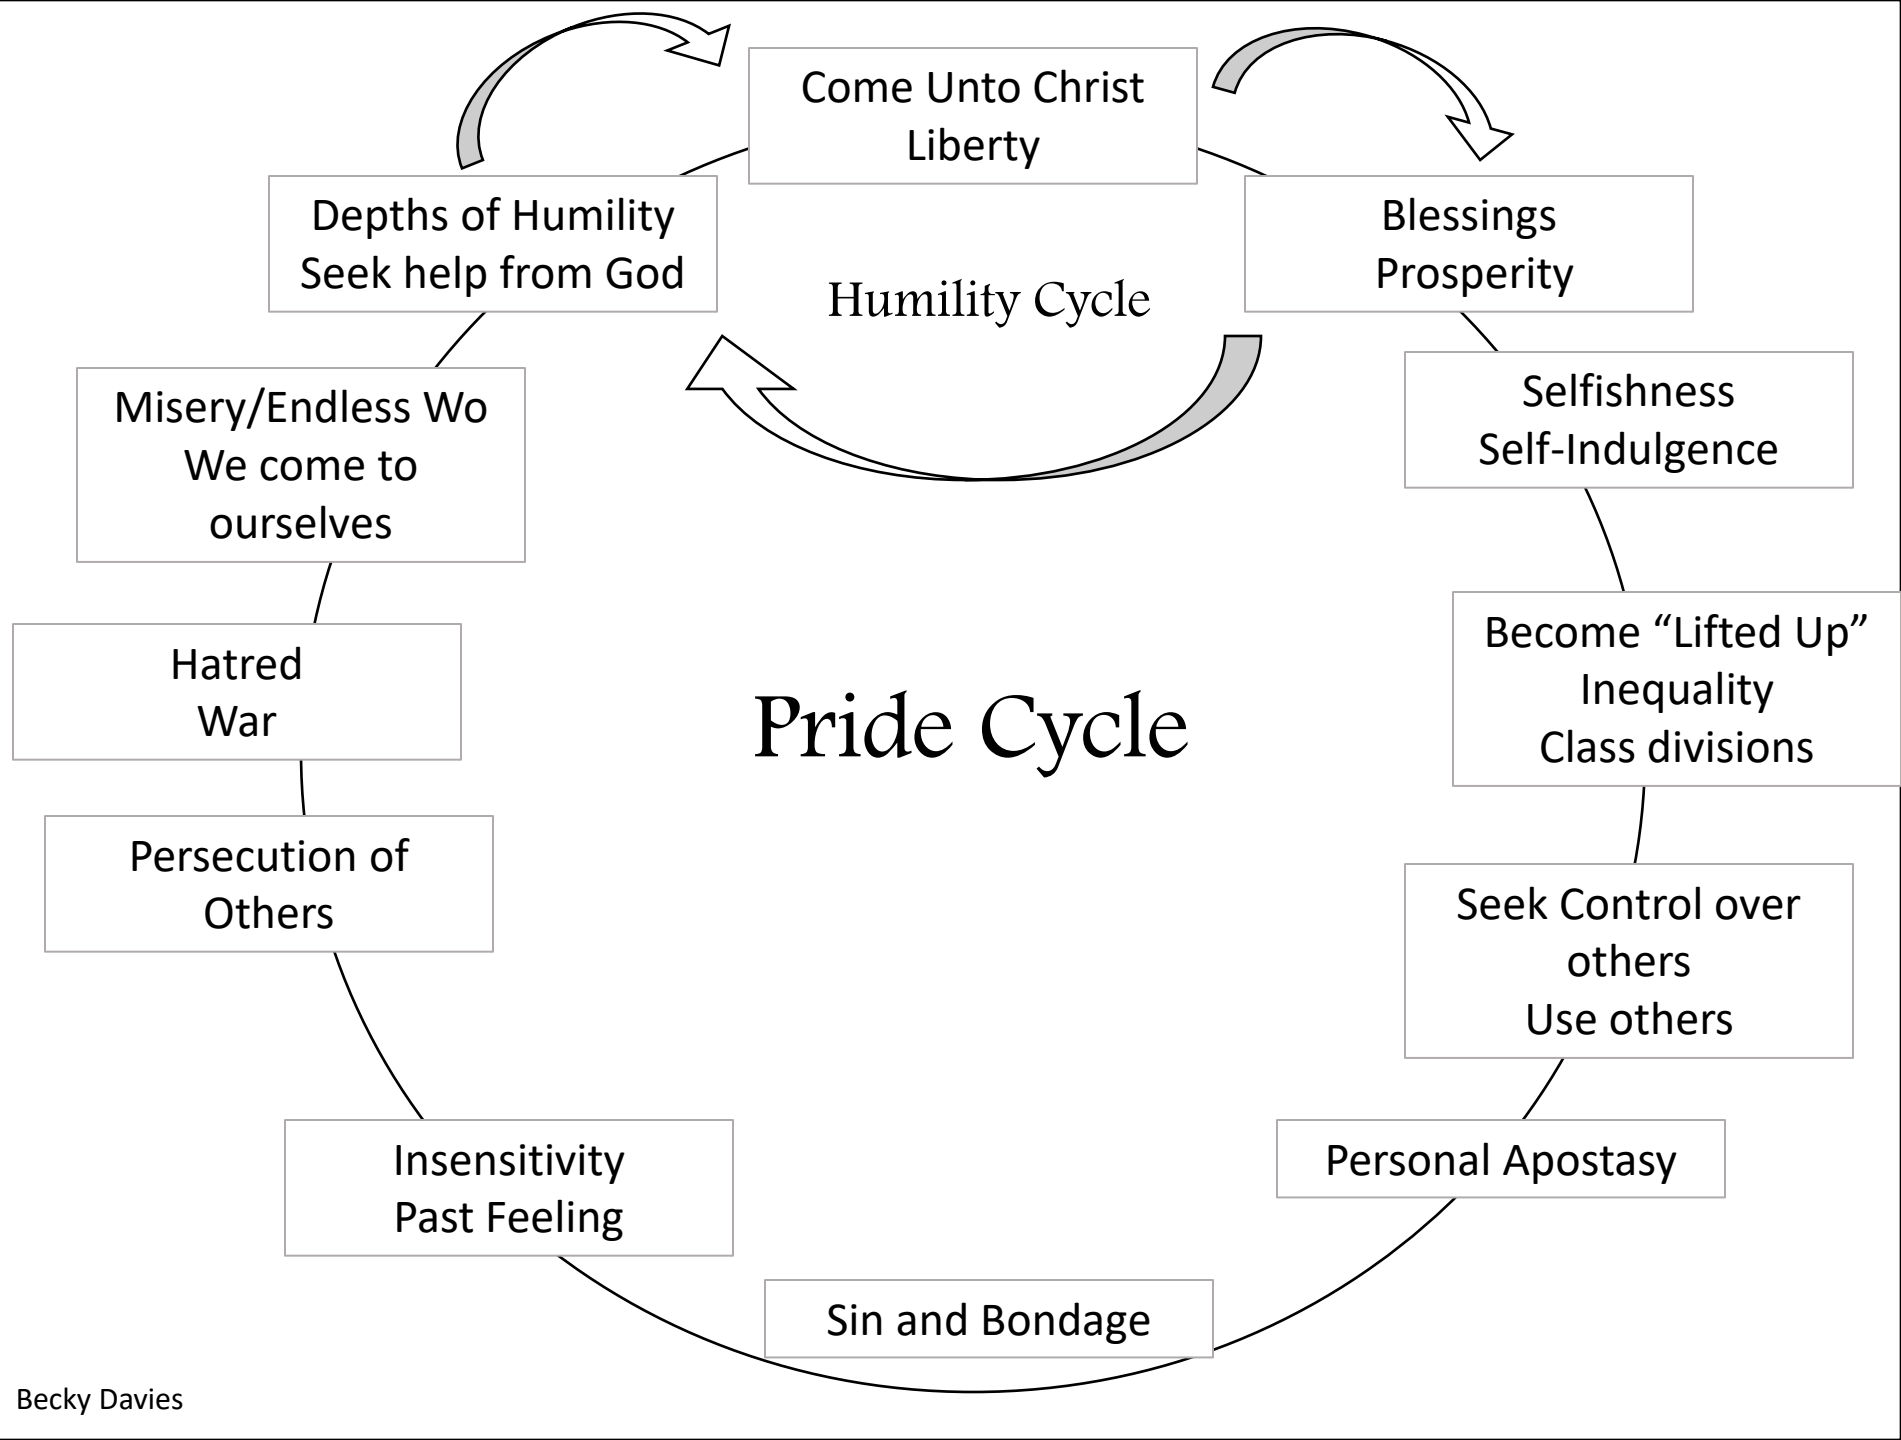 Come Unto Christ
Liberty
Blessings
Prosperity
Selfishness
Self-Indulgence
Become “Lifted Up”
Inequality
Class divisions
Seek Control over
others
Use others
Personal Apostasy
Sin and Bondage
Insensitivity
Past Feeling
Persecution of
Others
Hatred
War
Misery/Endless Wo
We come to
ourselves
Depths of Humility
Seek help from God
Humility Cycle
Pride Cycle
Becky Davies